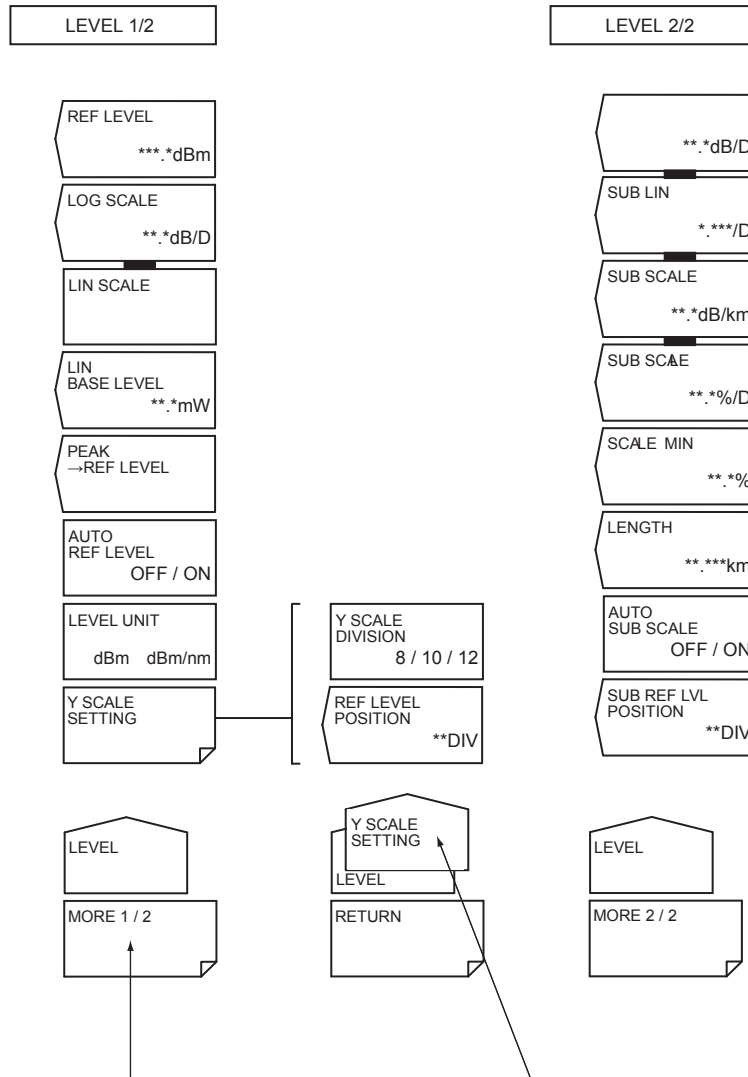 LEVEL 1/2
REF LEVEL
***.*dBm
LOG SCALE
**.*dB/D
LIN SCALE
LIN
BASE LEVEL
**.*mW
PEAK
→REF LEVEL
AUTO
REF LEVEL
OFF / ON
LEVEL UNIT
dBm dBm/nm
Y SCALE
SETTING
LEVEL
MORE 1 / 2
Y SCALE
DIVISION
8 / 10 / 12
REF LEVEL
POSITION
**DIV
Y SCALE
SETTING
LEVEL
RETURN
LEVEL 2/2
**.*dB/D
SUB LIN
*.***/D
SUB SCALE
**.*dB/km
SUB SCALE
**.*%/D
SCALE MIN
**.*%
LENGTH
**.***km
AUTO
SUB SCALE
OFF / ON
SUB REF LVL
POSITION
**DIV
LEVEL
MORE 2 / 2